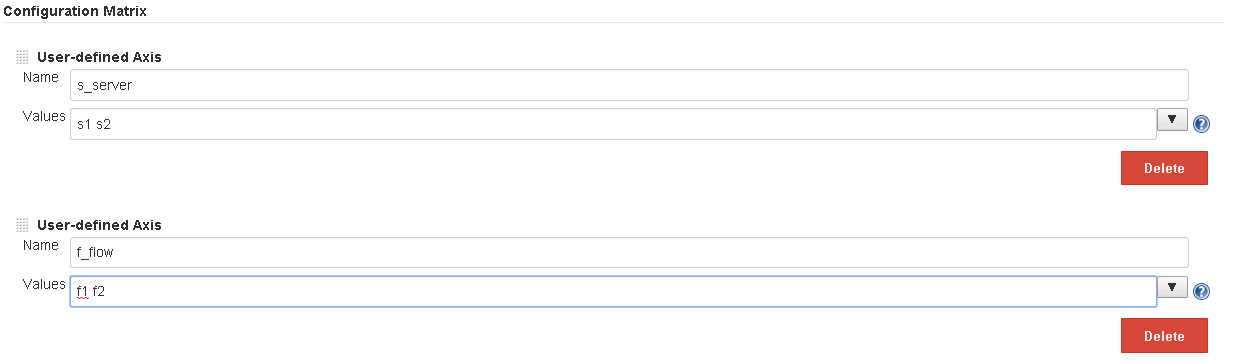 Configuration Matrix
User-defined Axis
Name s_server
Values s1 s2 ▼ ?
Delete
User-defined Axis
Name f_flow
Values f1 f2 ▼ ?
Delete